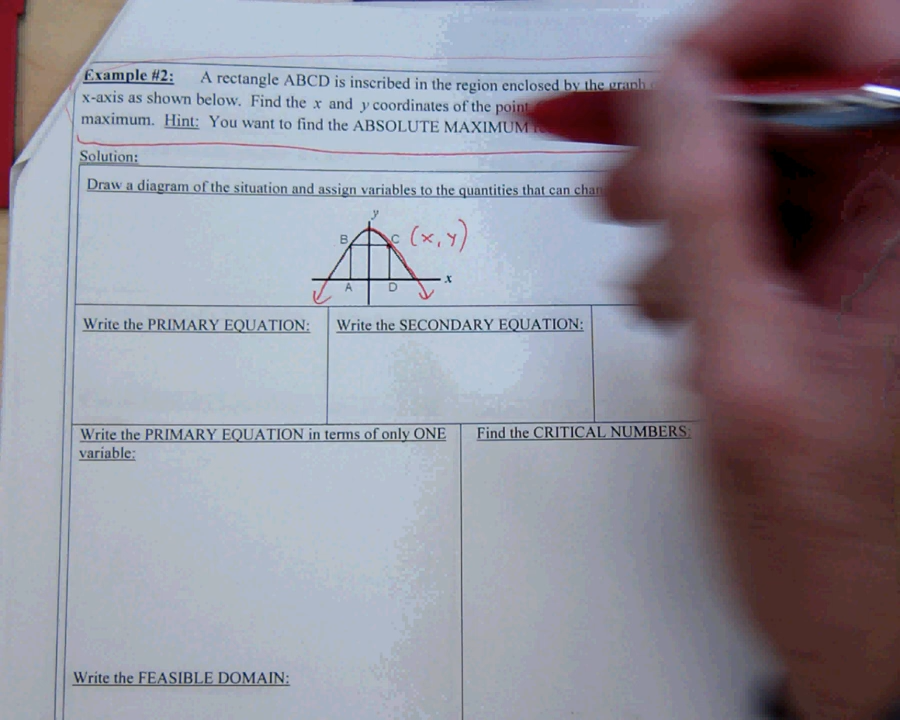 Example #2: A rectangle ABCD is inscribed in the region enclosed by the graph
x-axis as shown below. Find the x and y coordinates of the point
maximum. Hint: You want to find the ABSOLUTE MAXIMUM
Solution:
Draw a diagram of the situation and assign variables to the quantities that can
y
B C (x, y)
x
A D
Write the PRIMARY EQUATION: Write the SECONDARY EQUATION:
Write the PRIMARY EQUATION in terms of only ONE Find the CRITICAL NUMBERS:
variable:
Write the FEASIBLE DOMAIN: